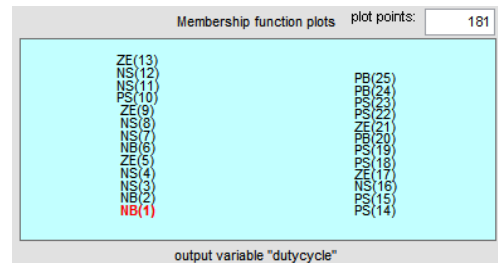 Membership function plots plot points: 181
ZE(13)
NS(12)
NS(11)
PS(10)
ZE(9)
NS(8)
NS(7)
NB(6)
ZE(5)
NS(4)
NS(3)
NB(2)
NB(1)
PB(25)
PB(24)
PS(23)
PS(22)
ZE(21)
PB(20)
PS(19)
PS(18)
ZE(17)
NS(16)
PS(15)
PS(14)
output variable "dutycycle"